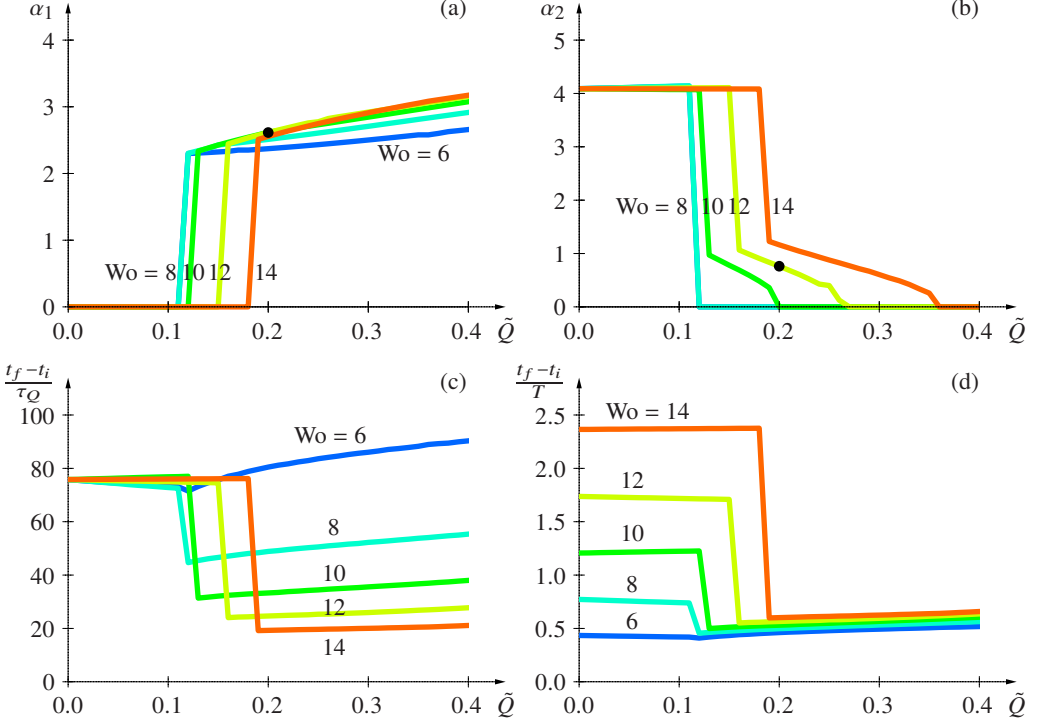 α1 (a)
4
3
2
1
0
Wo = 6
Wo = 8 10 12 14
0.0 0.1 0.2 0.3 0.4 Q̃
α2 (b)
5
4
3
2
1
0
Wo = 8 10 12 14
0.0 0.1 0.2 0.3 0.4 Q̃
t_f − t_i (c)
τ_Q
100
80
60
40
20
0
Wo = 6
8
10
12
14
0.0 0.1 0.2 0.3 0.4 Q̃
t_f − t_i (d)
T
2.5
2.0
1.5
1.0
0.5
0.0
Wo = 14
12
10
8
6
0.0 0.1 0.2 0.3 0.4 Q̃